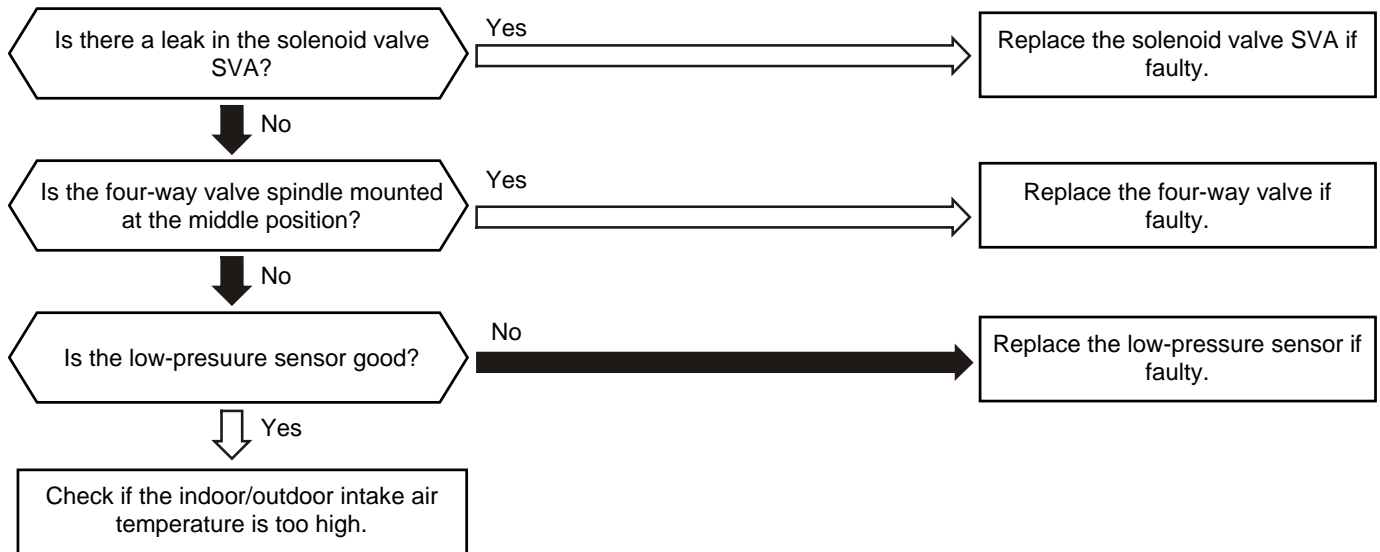 Is there a leak in the solenoid valve
SVA?
Yes
Replace the solenoid valve SVA if
faulty.
No
Is the four-way valve spindle mounted
at the middle position?
Yes
Replace the four-way valve if
faulty.
No
Is the low-presuure sensor good?
No
Replace the low-pressure sensor if
faulty.
Yes
Check if the indoor/outdoor intake air
temperature is too high.